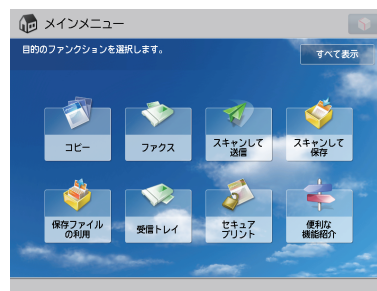 メインメニュー
目的のファンクションを選択します。
すべて表示
コピー
ファクス
スキャンして
送信
スキャンして
保存
保存ファイル
の利用
受信トレイ
セキュア
プリント
便利な
機能紹介